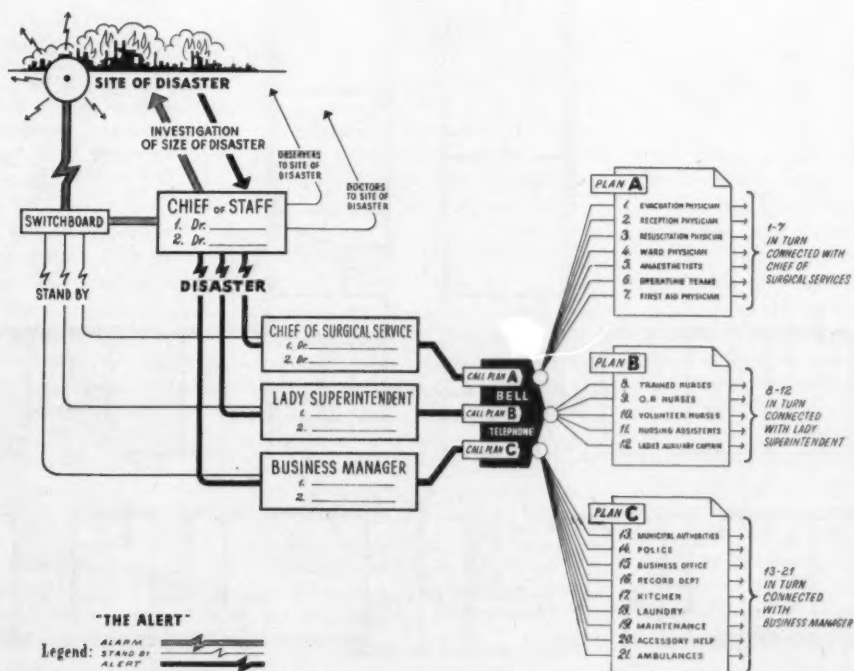 SITE OF DISASTER
INVESTIGATION
OF SIZE OF DISASTER
OBSERVERS
TO SITE OF
DISASTER
DOCTORS
TO SITE OF
DISASTER
SWITCHBOARD
CHIEF OF STAFF
1. Dr.
2. Dr.
STAND BY
DISASTER
CHIEF OF SURGICAL SERVICE
1. Dr.
2. Dr.
LADY SUPERINTENDENT
1.
2.
BUSINESS MANAGER
1.
2.
CALL PLAN A
BELL
CALL PLAN B
TELEPHONE
CALL PLAN C
PLAN A
1. EVACUATION PHYSICIAN
2. RECEPTION PHYSICIAN
3. RESUSCITATION PHYSICIAN
4. WARD PHYSICIAN
5. ANAESTHETISTS
6. OPERATING TEAMS
7. FIRST AID PHYSICIAN
1-7
IN TURN
CONNECTED WITH
CHIEF OF
SURGICAL SERVICES
PLAN B
8. TRAINED NURSES
9. O.R NURSES
10. VOLUNTEER NURSES
11. NURSING ASSISTENTS
12. LADIES AUXILIARY CAPTAIN
8-12
IN TURN
CONNECTED
WITH LADY
SUPERINTENDENT
PLAN C
13. MUNICIPAL AUTHORITIES
14. POLICE
15. BUSINESS OFFICE
16. RECORD DEPT
17. KITCHEN
18. LAUNDRY
19. MAINTENANCE
20. ACCESSORY HELP
21. AMBULANCES
13-21
IN TURN
CONNECTED
WITH
BUSINESS MANAGER
"THE ALERT"
Legend: ALARM
STAND BY
ALERT